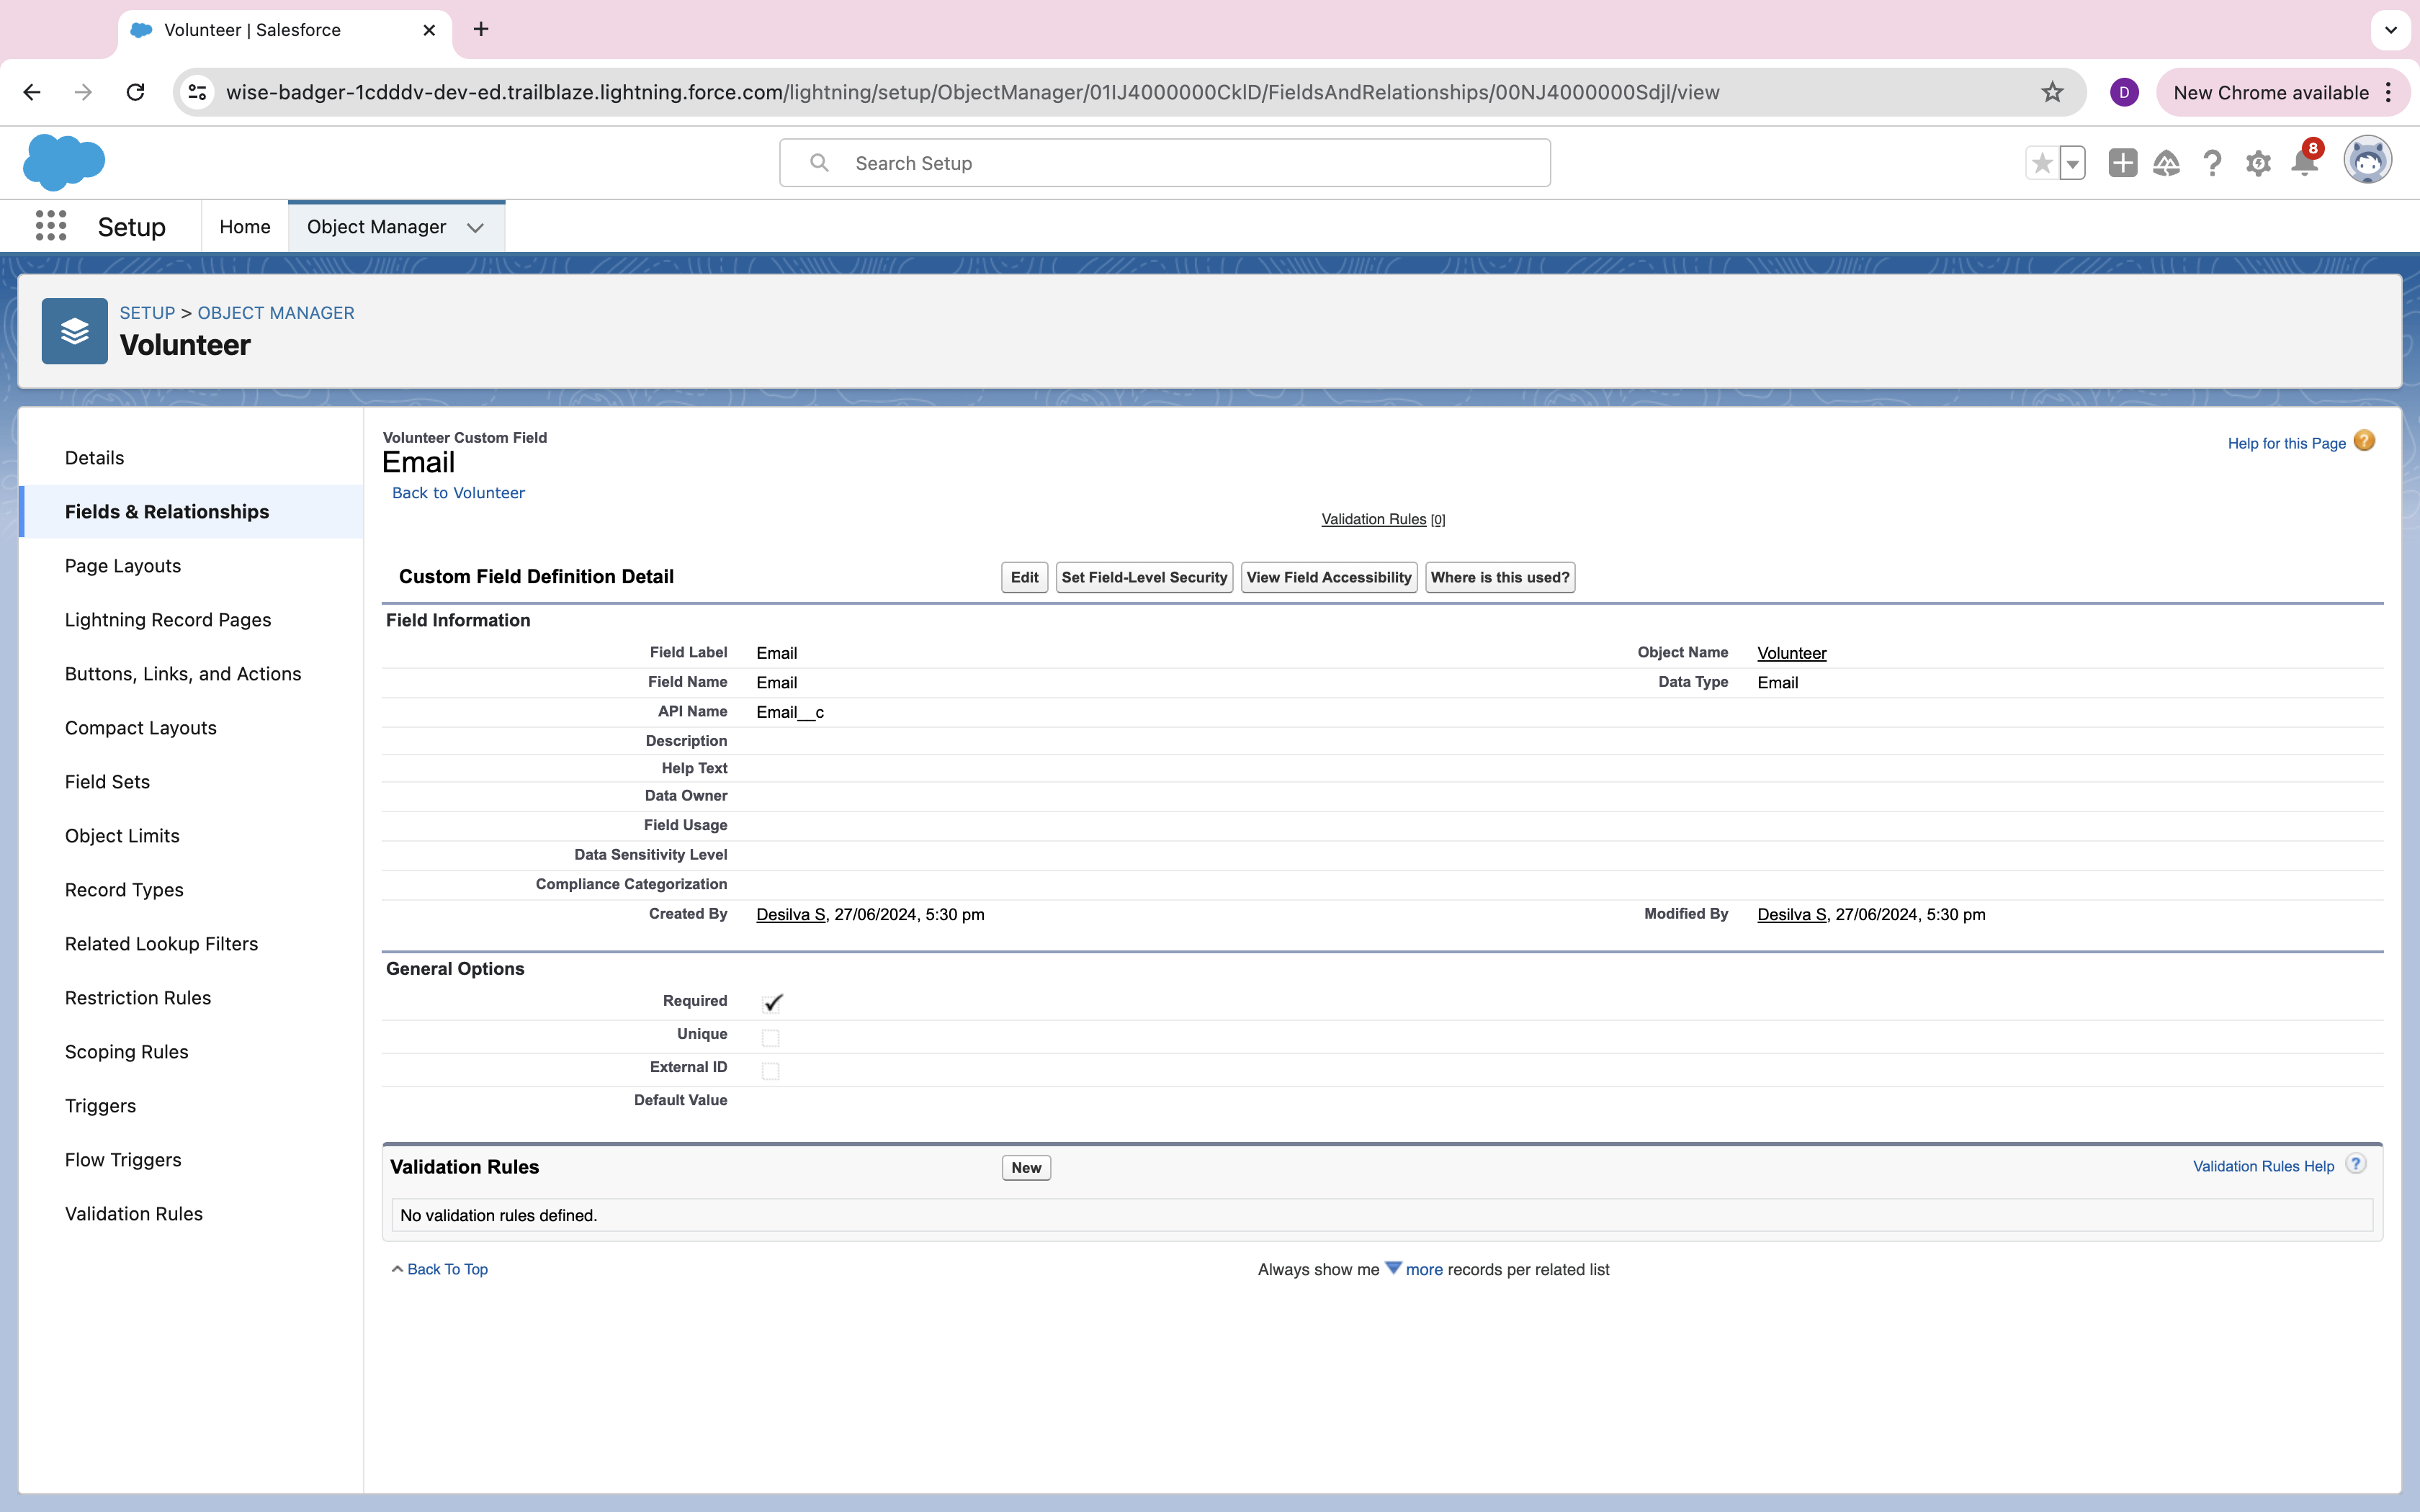 Volunteer | Salesforce
wise-badger-1cdddv-dev-ed.trailblaze.lightning.force.com/lightning/setup/ObjectManager/01IJ4000000CklD/FieldsAndRelationships/00NJ4000000Sdjl/view
D
New Chrome available
Search Setup
8
Setup
Home
Object Manager
SETUP > OBJECT MANAGER
Volunteer
Details
Fields & Relationships
Page Layouts
Lightning Record Pages
Buttons, Links, and Actions
Compact Layouts
Field Sets
Object Limits
Record Types
Related Lookup Filters
Restriction Rules
Scoping Rules
Triggers
Flow Triggers
Validation Rules
Volunteer Custom Field
Email
Help for this Page ?
Back to Volunteer
Validation Rules [0]
Custom Field Definition Detail Edit Set Field-Level Security View Field Accessibility Where is this used?
Field Information
Field Label Email Object Name Volunteer
Field Name Email Data Type Email
API Name Email__c
Description
Help Text
Data Owner
Field Usage
Data Sensitivity Level
Compliance Categorization
Created By Desilva S, 27/06/2024, 5:30 pm Modified By Desilva S, 27/06/2024, 5:30 pm
General Options
Required
Unique
External ID
Default Value
Validation Rules New Validation Rules Help ?
No validation rules defined.
Back To Top Always show me more records per related list